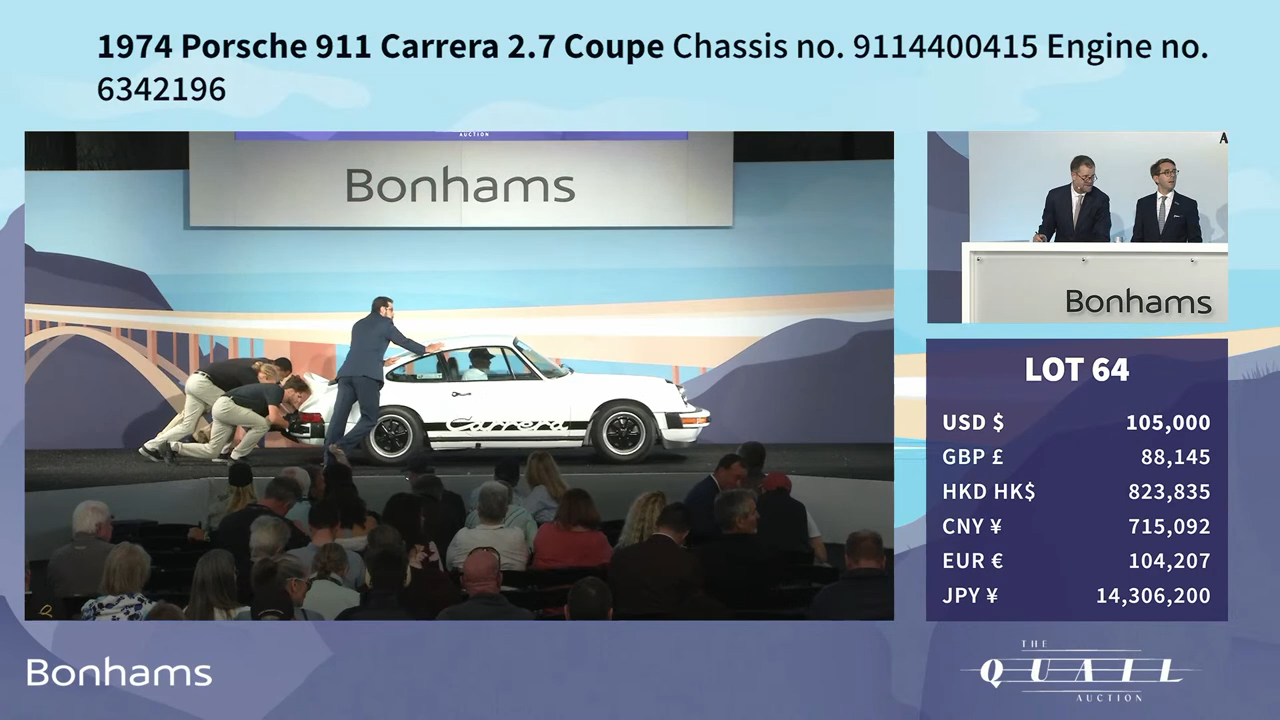 1974 Porsche 911 Carrera 2.7 Coupe Chassis no. 9114400415 Engine no.
6342196
AUCTION
Bonhams
Carrera
A
Bonhams
LOT 64
USD $ 105,000
GBP £ 88,145
HKD HK$ 823,835
CNY ¥ 715,092
EUR € 104,207
JPY ¥ 14,306,200
Bonhams
THE
QUAIL
AUCTION